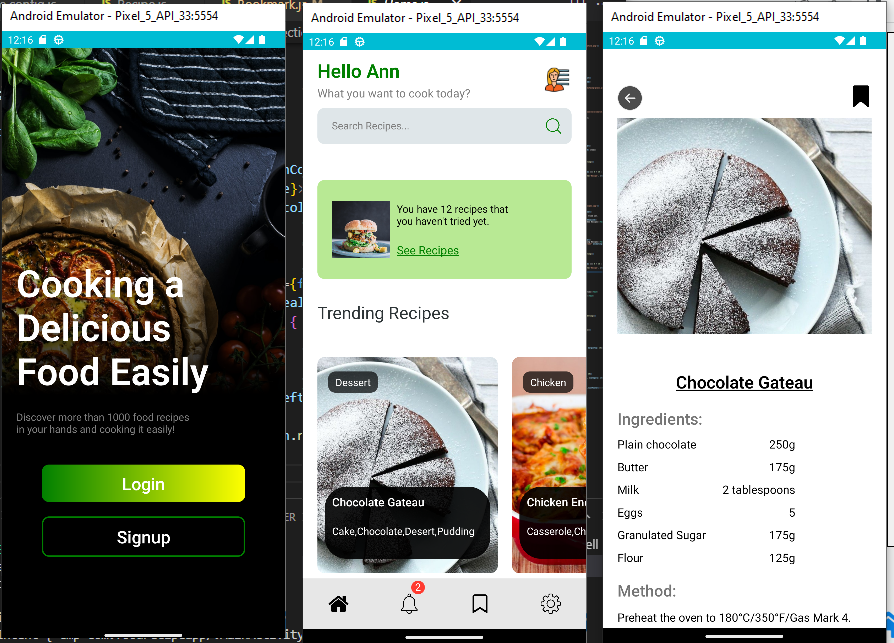 Android Emulator - Pixel_5_API_33:5554
12:16
Cooking a
Delicious
Food Easily
Discover more than 1000 food recipes
in your hands and cooking it easily!
Login
Signup
Android Emulator - Pixel_5_API_33:5554
12:16
Hello Ann
What you want to cook today?
Search Recipes...
You have 12 recipes that
you haven't tried yet.
See Recipes
Trending Recipes
Dessert
Chicken
Chocolate Gateau
Cake,Chocolate,Desert,Pudding
Chicken En
Casserole,Ch
2
Android Emulator - Pixel_5_API_33:5554
12:16
Chocolate Gateau
Ingredients:
Plain chocolate 250g
Butter 175g
Milk 2 tablespoons
Eggs 5
Granulated Sugar 175g
Flour 125g
Method:
Preheat the oven to 180°C/350°F/Gas Mark 4.